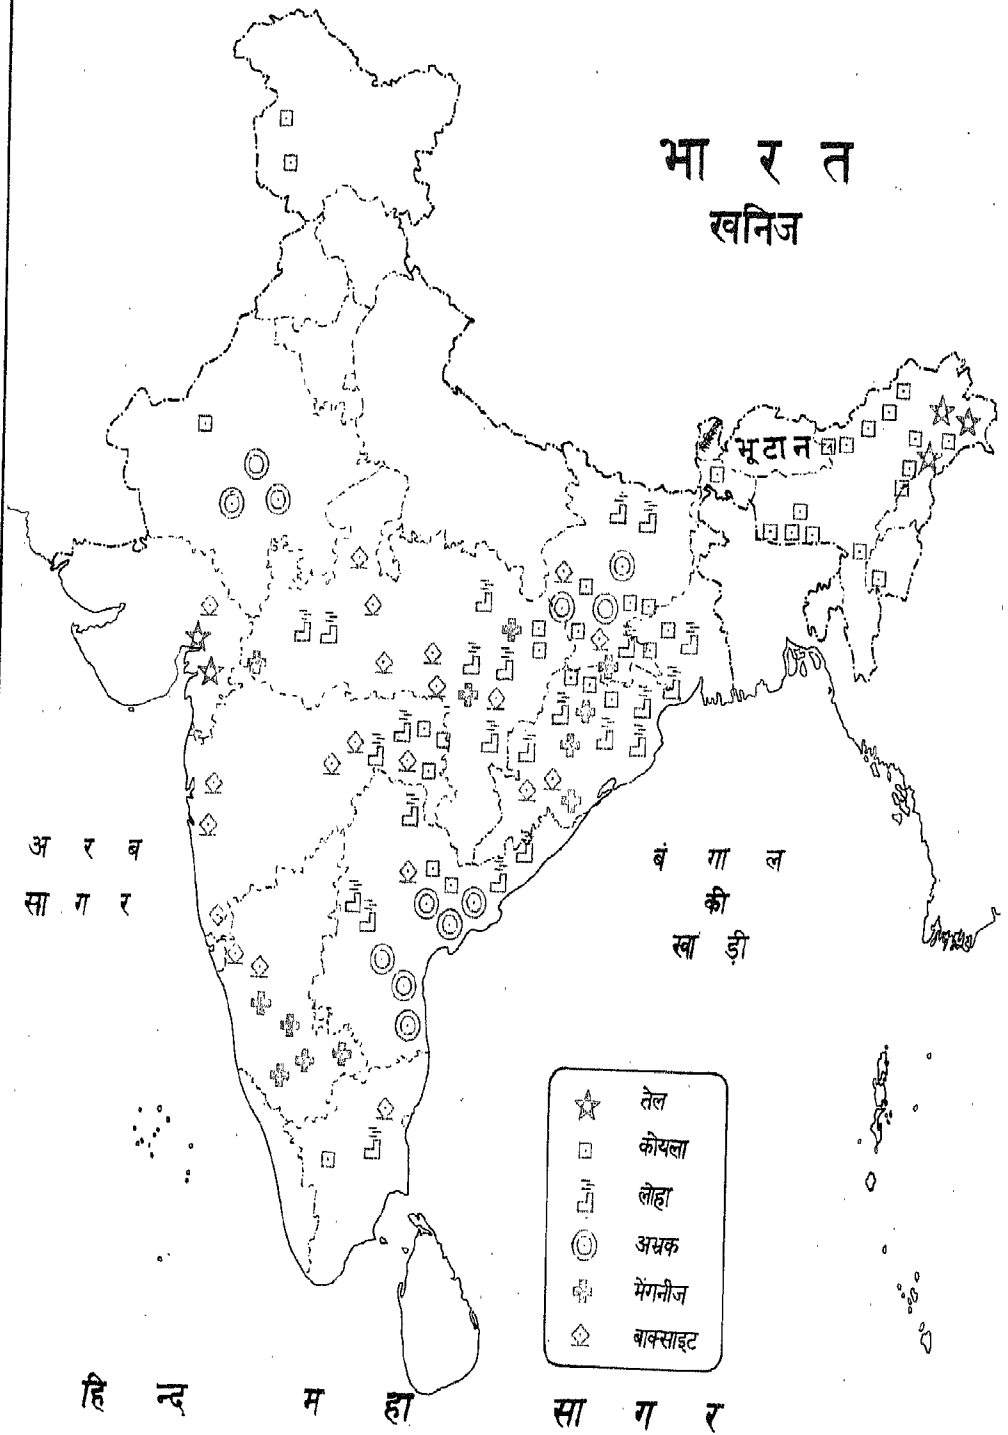 भा र त
खनिज
भूटान
अ र ब
सा ग र
बं गा ल
की
खा ड़ी
तेल
कोयला
लोहा
अभ्रक
मेंगनीज
बाक्साइट
हि न्द म हा सा ग र